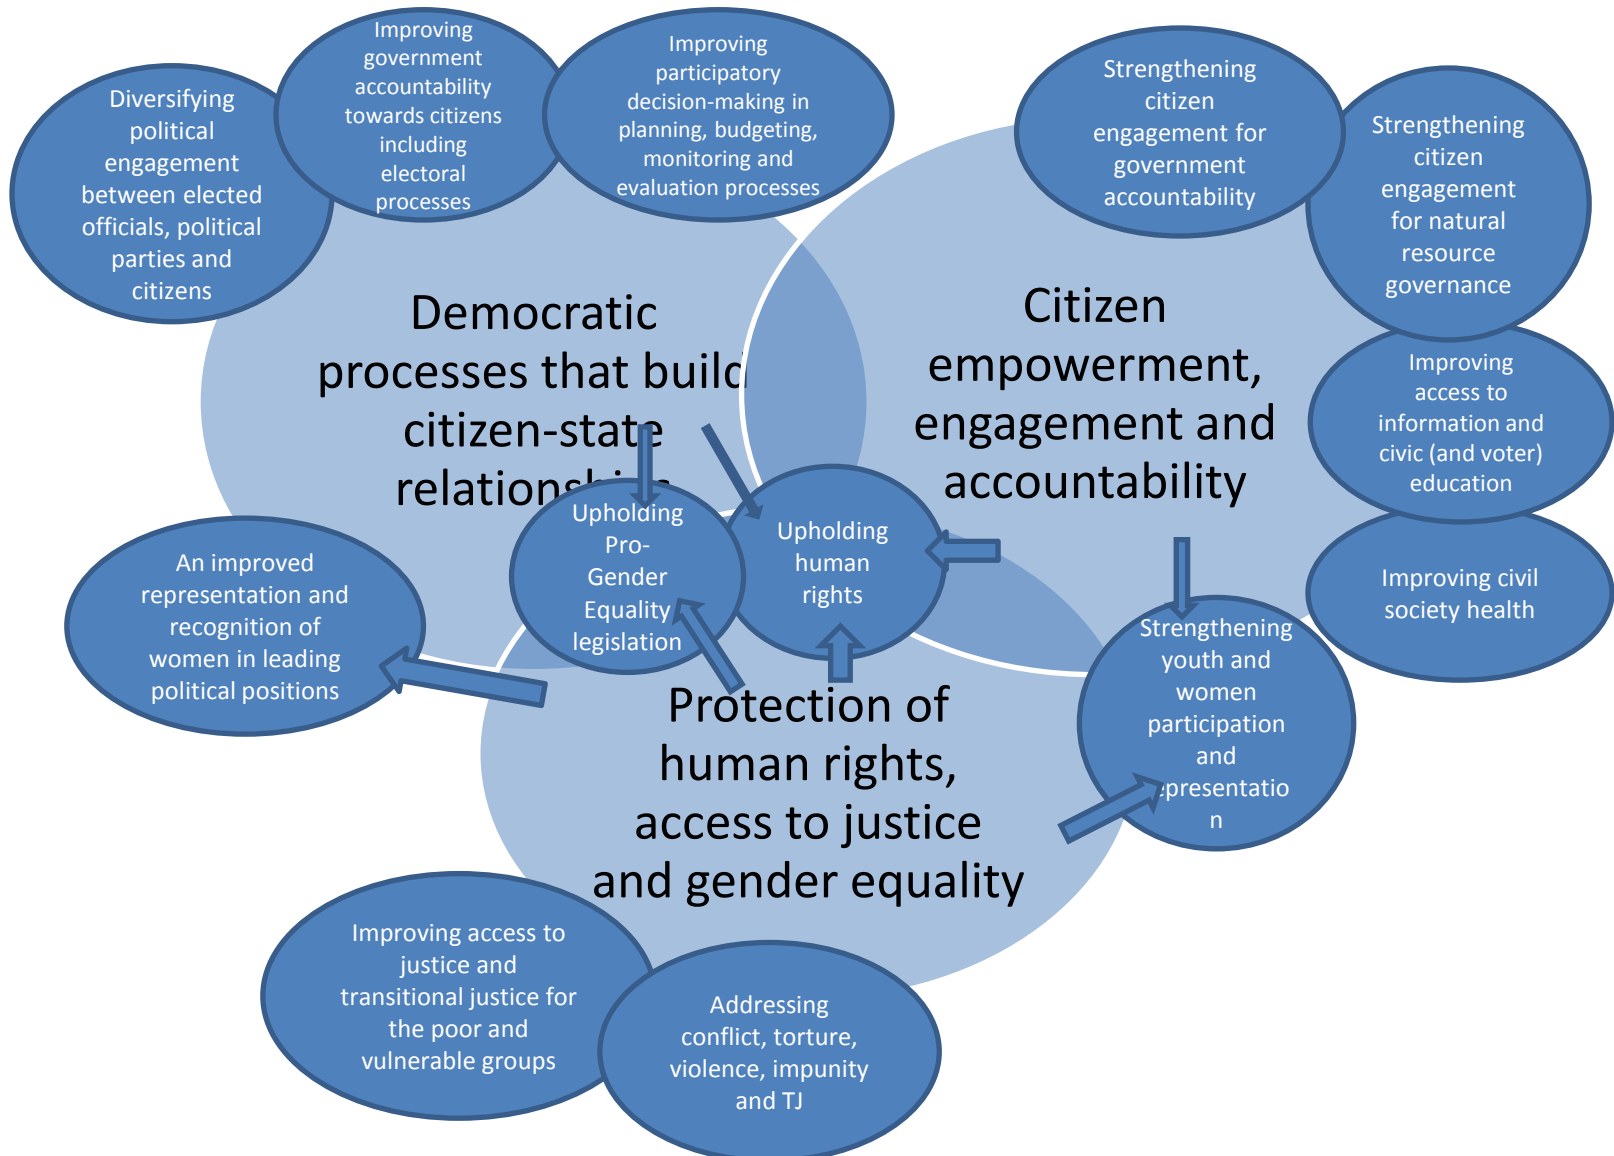 Improving
government
accountability
towards citizens
including
electoral
processes
Improving
participatory
decision-making in
planning, budgeting,
monitoring and
evaluation processes
Strengthening
citizen
engagement for
government
accountability
Diversifying
political
engagement
between elected
officials, political
parties and
citizens
Strengthening
citizen
engagement
for natural
resource
governance
Democratic
processes that build
citizen-state
relationships
Citizen
empowerment,
engagement and
accountability
Improving
access to
information and
civic (and voter)
education
Upholding
Pro-
Gender
Equality
legislation
Upholding
human
rights
An improved
representation and
recognition of
women in leading
political positions
Improving civil
society health
Strengthening
youth and
women
participation
and
representatio
n
Protection of
human rights,
access to justice
and gender equality
Improving access to
justice and
transitional justice for
the poor and
vulnerable groups
Addressing
conflict, torture,
violence, impunity
and TJ